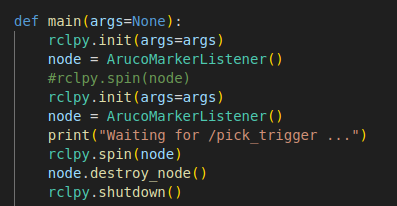 def main(args=None):
    rclpy.init(args=args)
    node = ArucoMarkerListener()
    #rclpy.spin(node)
    rclpy.init(args=args)
    node = ArucoMarkerListener()
    print("Waiting for /pick_trigger ...")
    rclpy.spin(node)
    node.destroy_node()
    rclpy.shutdown()